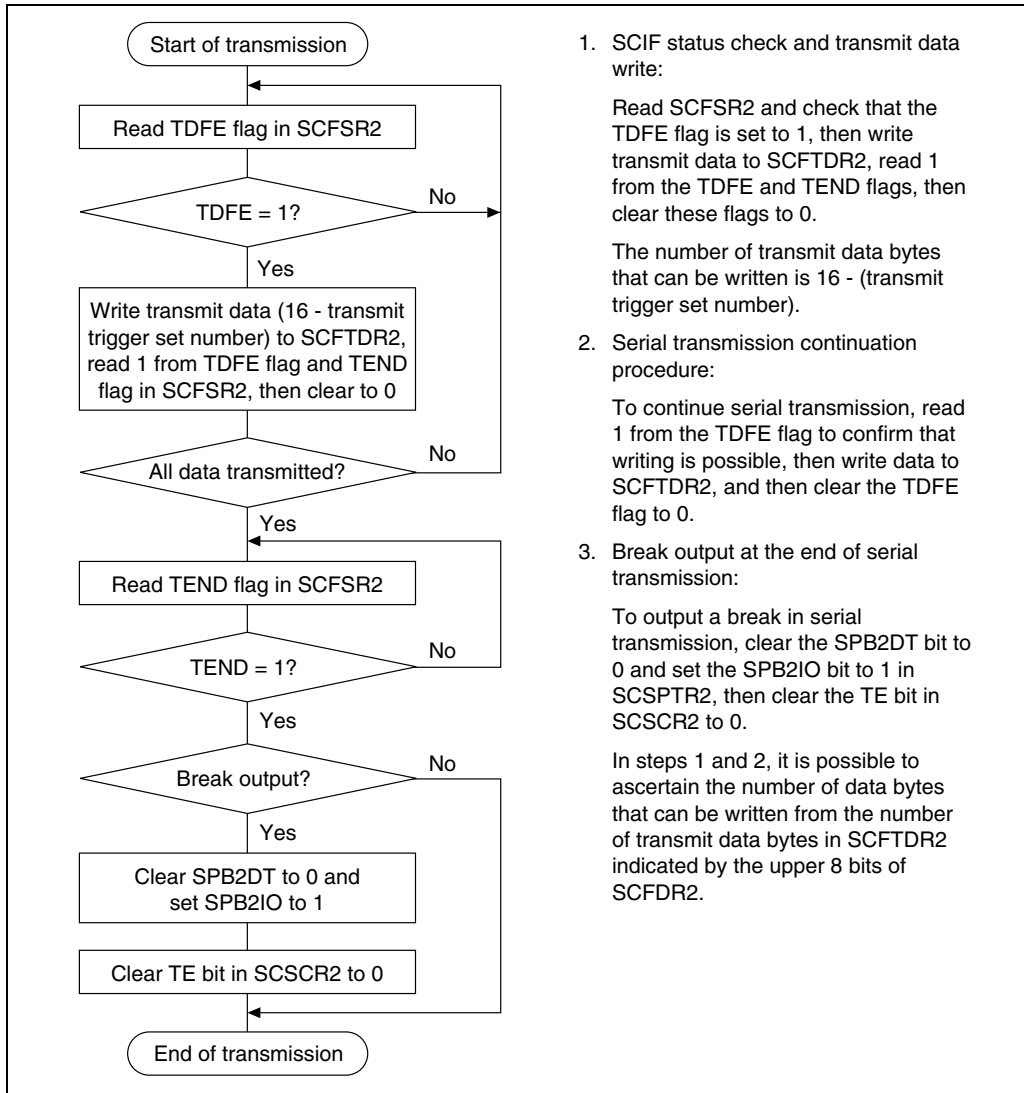 Start of transmission
Read TDFE flag in SCFSR2
TDFE = 1?
No
Yes
Write transmit data (16 - transmit
trigger set number) to SCFTDR2,
read 1 from TDFE flag and TEND
flag in SCFSR2, then clear to 0
All data transmitted?
No
Yes
Read TEND flag in SCFSR2
TEND = 1?
No
Yes
Break output?
No
Yes
Clear SPB2DT to 0 and
set SPB2IO to 1
Clear TE bit in SCSCR2 to 0
End of transmission
1. SCIF status check and transmit data
write:
Read SCFSR2 and check that the
TDFE flag is set to 1, then write
transmit data to SCFTDR2, read 1
from the TDFE and TEND flags, then
clear these flags to 0.
The number of transmit data bytes
that can be written is 16 - (transmit
trigger set number).
2. Serial transmission continuation
procedure:
To continue serial transmission, read
1 from the TDFE flag to confirm that
writing is possible, then write data to
SCFTDR2, and then clear the TDFE
flag to 0.
3. Break output at the end of serial
transmission:
To output a break in serial
transmission, clear the SPB2DT bit to
0 and set the SPB2IO bit to 1 in
SCSPTR2, then clear the TE bit in
SCSCR2 to 0.
In steps 1 and 2, it is possible to
ascertain the number of data bytes
that can be written from the number
of transmit data bytes in SCFTDR2
indicated by the upper 8 bits of
SCFDR2.